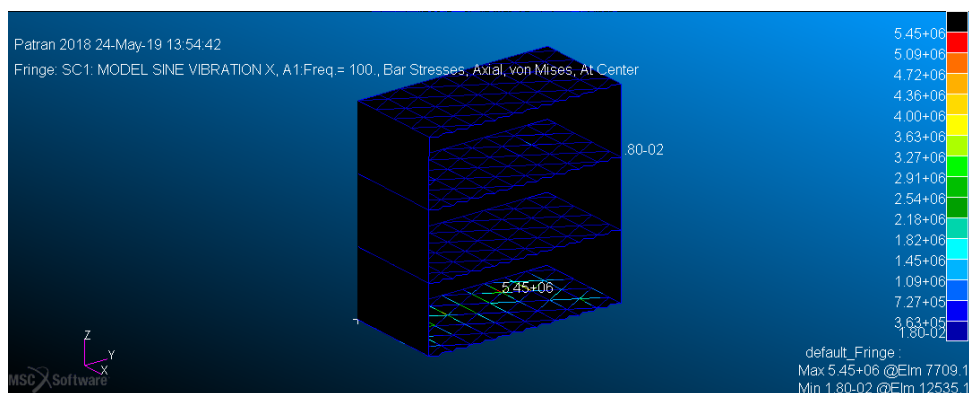 Patran 2018 24-May-19 13:54:42
Fringe: SC1: MODEL SINE VIBRATION X, A1:Freq.= 100., Bar Stresses, Axial, von Mises, At Center
5.45+06
5.09+06
4.72+06
4.36+06
4.00+06
3.63+06
3.27+06
2.91+06
2.54+06
2.18+06
1.82+06
1.45+06
1.09+06
7.27+05
3.63+05
1.80-02
.80-02
5.45+06
Z
Y
X
MSC Software
default_Fringe :
Max 5.45+06 @Elm 7709.1
Min 1.80-02 @Elm 12535.1